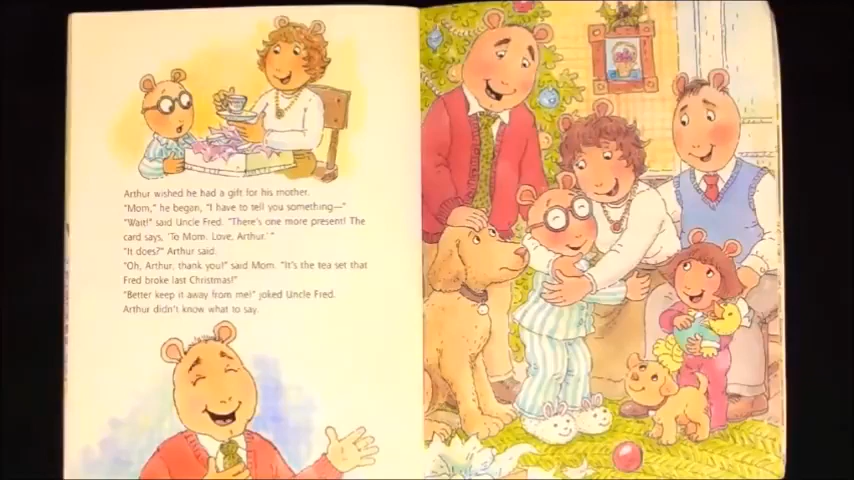 Arthur wished he had a gift for his mother.
"Mom," he began, "I have to tell you something—"
"Wait!" said Uncle Fred. "There's one more present! The
card says, 'To Mom. Love, Arthur.' "
"It does?" Arthur said.
"Oh, Arthur, thank you!" said Mom. "It's the tea set that
Fred broke last Christmas!"
"Better keep it away from me!" joked Uncle Fred.
Arthur didn't know what to say.